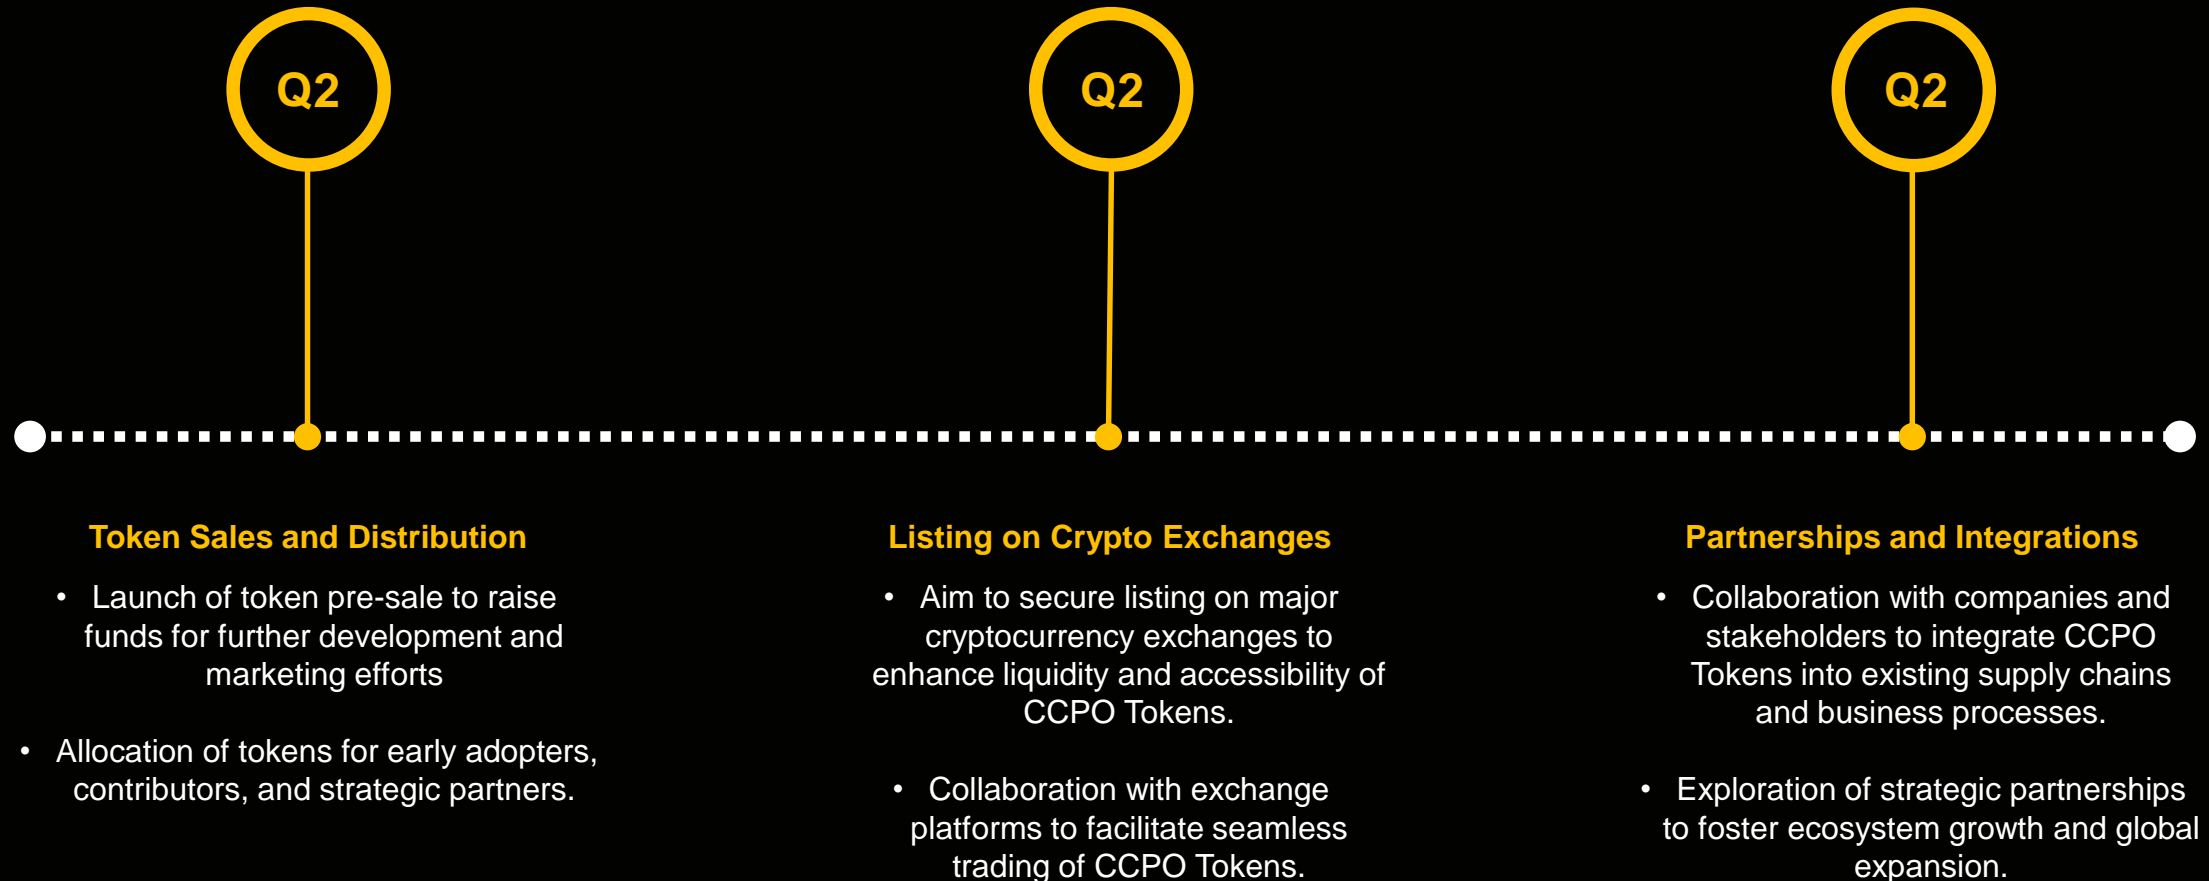 Q2
Q2
Q2
Token Sales and Distribution
• Launch of token pre-sale to raise
funds for further development and
marketing efforts
• Allocation of tokens for early adopters,
contributors, and strategic partners.
Listing on Crypto Exchanges
• Aim to secure listing on major
cryptocurrency exchanges to
enhance liquidity and accessibility of
CCPO Tokens.
• Collaboration with exchange
platforms to facilitate seamless
trading of CCPO Tokens.
Partnerships and Integrations
• Collaboration with companies and
stakeholders to integrate CCPO
Tokens into existing supply chains
and business processes.
• Exploration of strategic partnerships
to foster ecosystem growth and global
expansion.